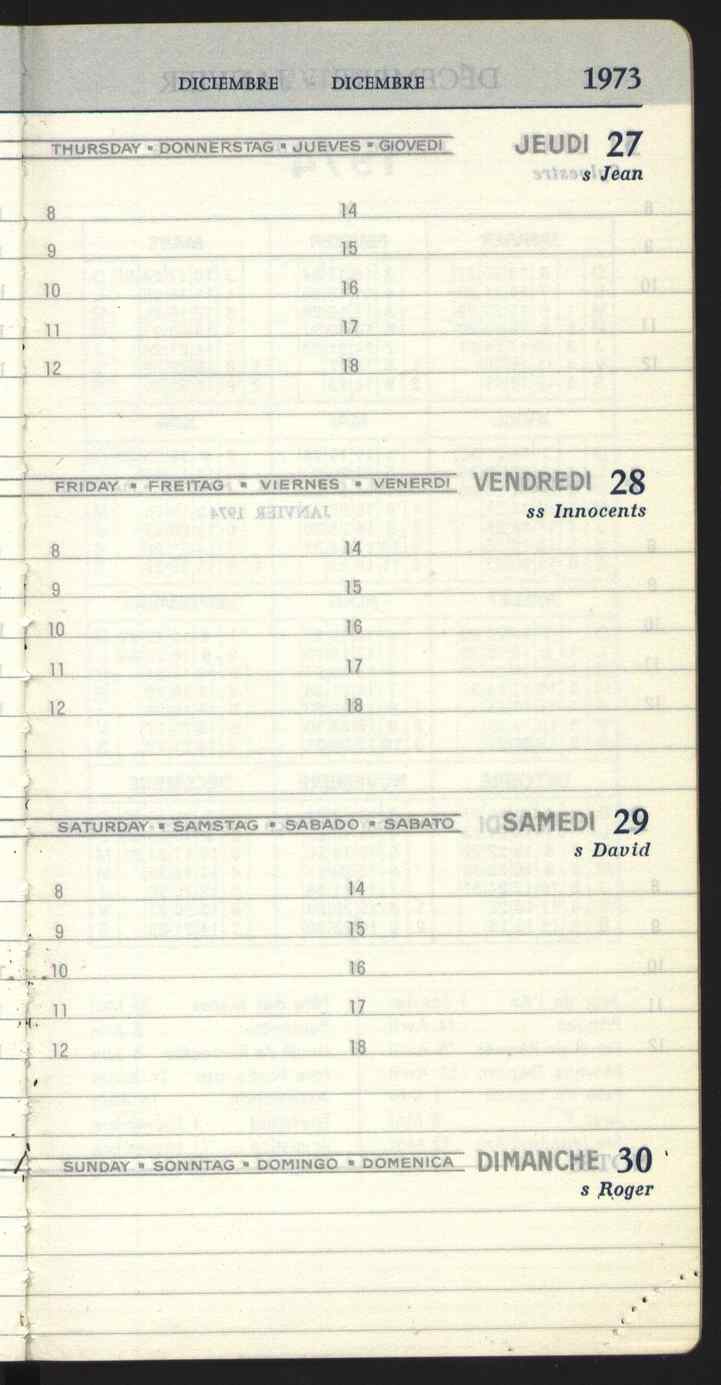 DICIEMBRE DICEMBRE 1973
THURSDAY ▪ DONNERSTAG ▪ JUEVES ▪ GIOVEDI JEUDI 27
s Jean
8 14
9 15
10 16
11 17
12 18
FRIDAY ▪ FREITAG ▪ VIERNES ▪ VENERDI VENDREDI 28
ss Innocents
8 14
9 15
10 16
11 17
12 18
SATURDAY ▪ SAMSTAG ▪ SABADO ▪ SABATO SAMEDI 29
s David
8 14
9 15
10 16
11 17
12 18
SUNDAY ▪ SONNTAG ▪ DOMINGO ▪ DOMENICA DIMANCHE 30
s Roger